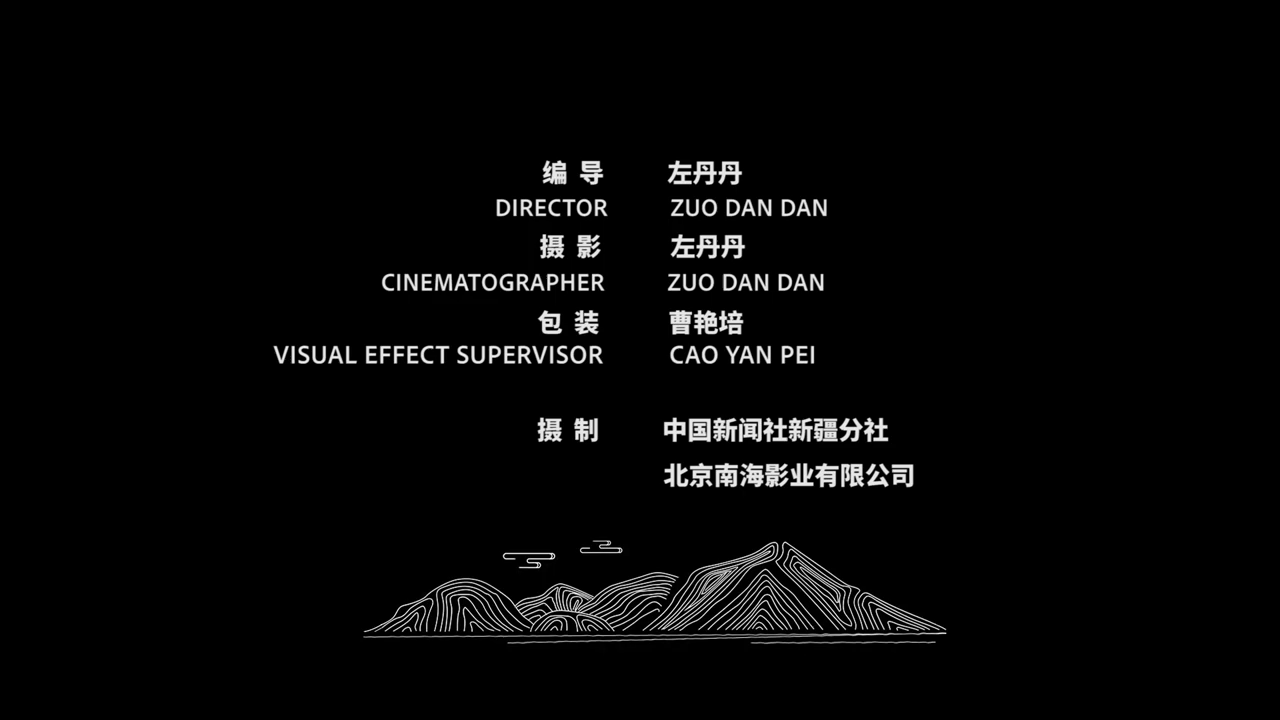 编 导 左丹丹
DIRECTOR ZUO DAN DAN
摄 影 左丹丹
CINEMATOGRAPHER ZUO DAN DAN
包 装 曹艳培
VISUAL EFFECT SUPERVISOR CAO YAN PEI
摄 制 中国新闻社新疆分社
北京南海影业有限公司